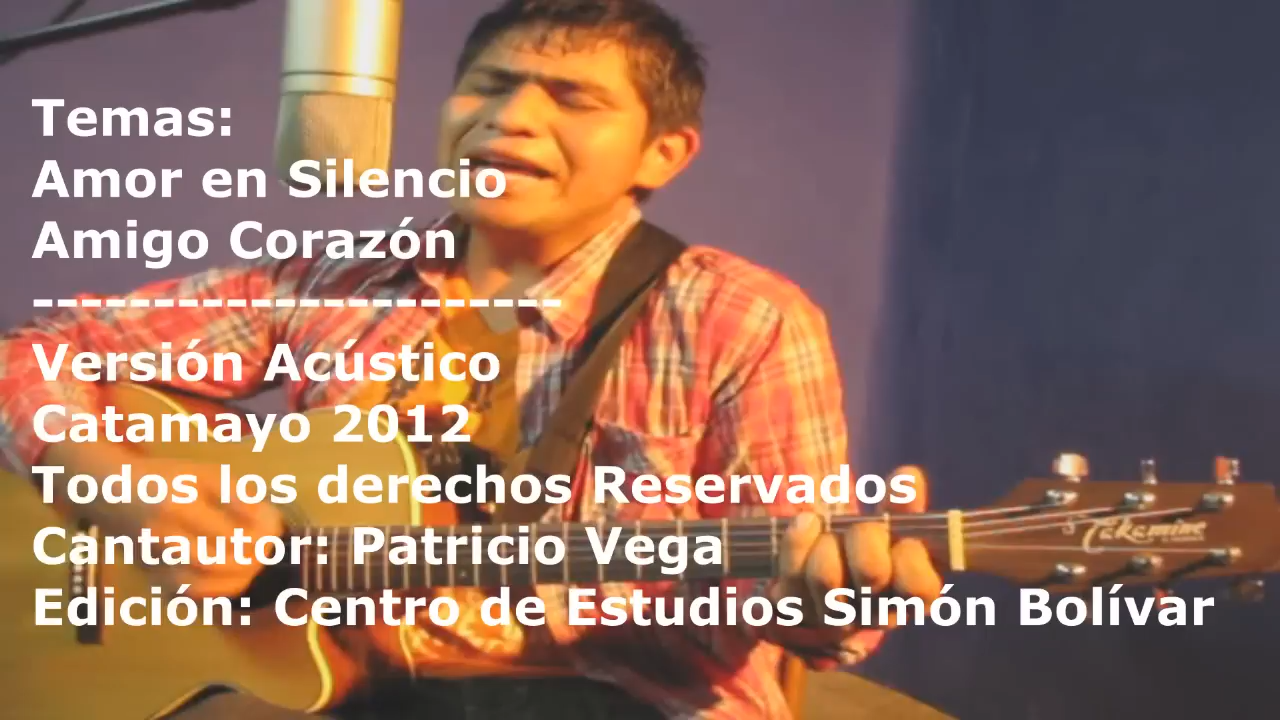 Temas:
Amor en Silencio
Amigo Corazón
----------------------
Versión Acústico
Catamayo 2012
Todos los derechos Reservados
Cantautor: Patricio Vega
Edición: Centro de Estudios Simón Bolívar
Takamine